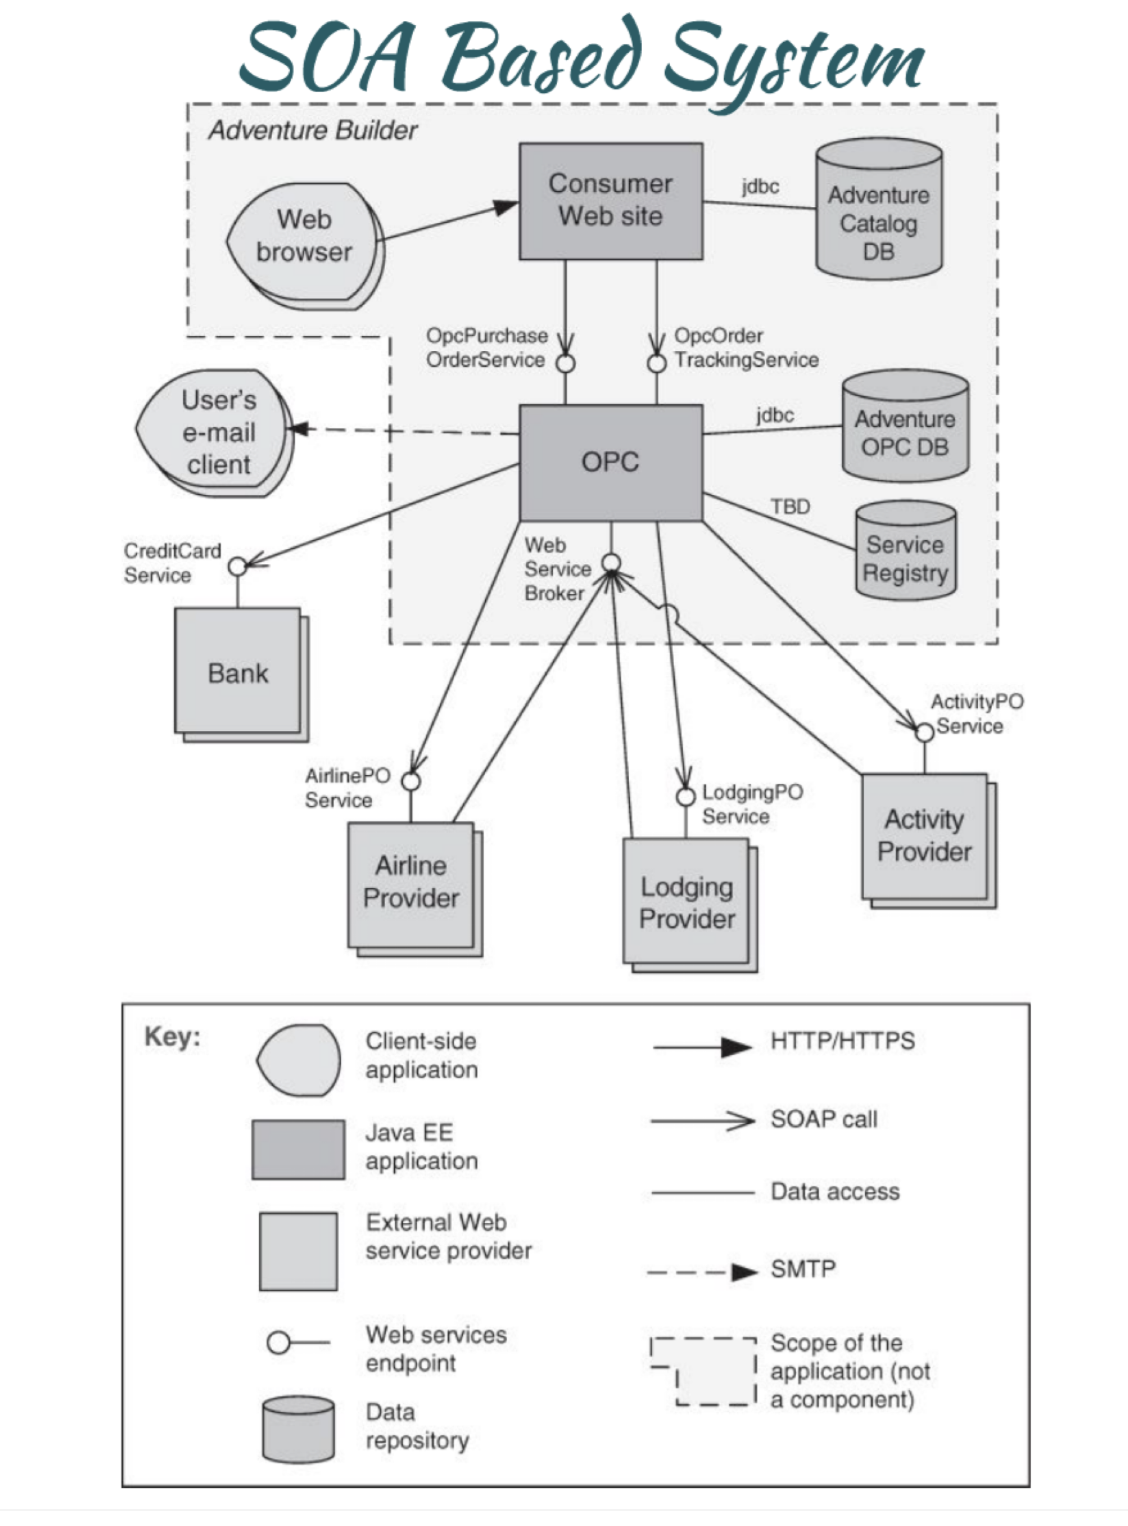 SOA Based System
Adventure Builder
Consumer
Web site
jdbc
Adventure
Catalog
DB
Web
browser
OpcPurchase
OrderService
OpcOrder
TrackingService
User's
e-mail
client
OPC
jdbc
Adventure
OPC DB
TBD
Service
Registry
CreditCard
Service
Web
Service
Broker
Bank
ActivityPO
Service
AirlinePO
Service
LodgingPO
Service
Activity
Provider
Airline
Provider
Lodging
Provider
Key:
Client-side
application
HTTP/HTTPS
Java EE
application
SOAP call
External Web
service provider
Data access
Web services
endpoint
SMTP
Data
repository
Scope of the
application (not
a component)